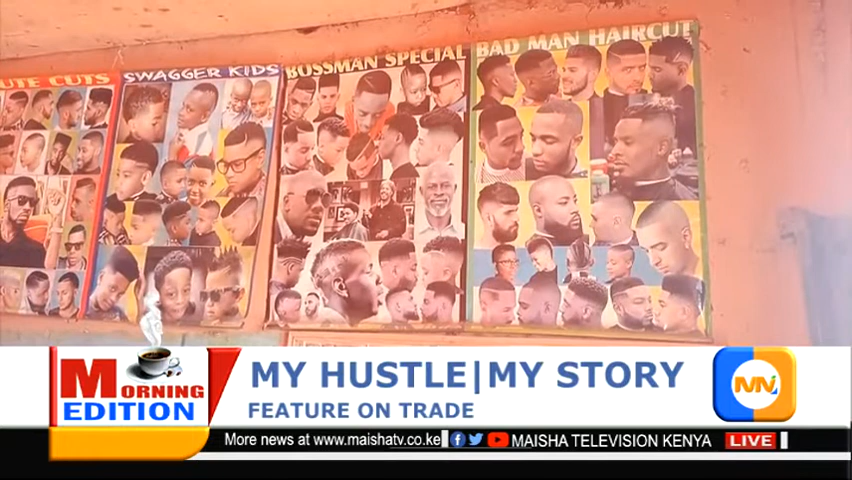 UTE CUTS
SWAGGER KIDS
BOSSMAN SPECIAL
BAD MAN HAIRCUT
MORNING
EDITION
MY HUSTLE|MY STORY
FEATURE ON TRADE
MN
More news at www.maishatv.co.ke
MAISHA TELEVISION KENYA
LIVE